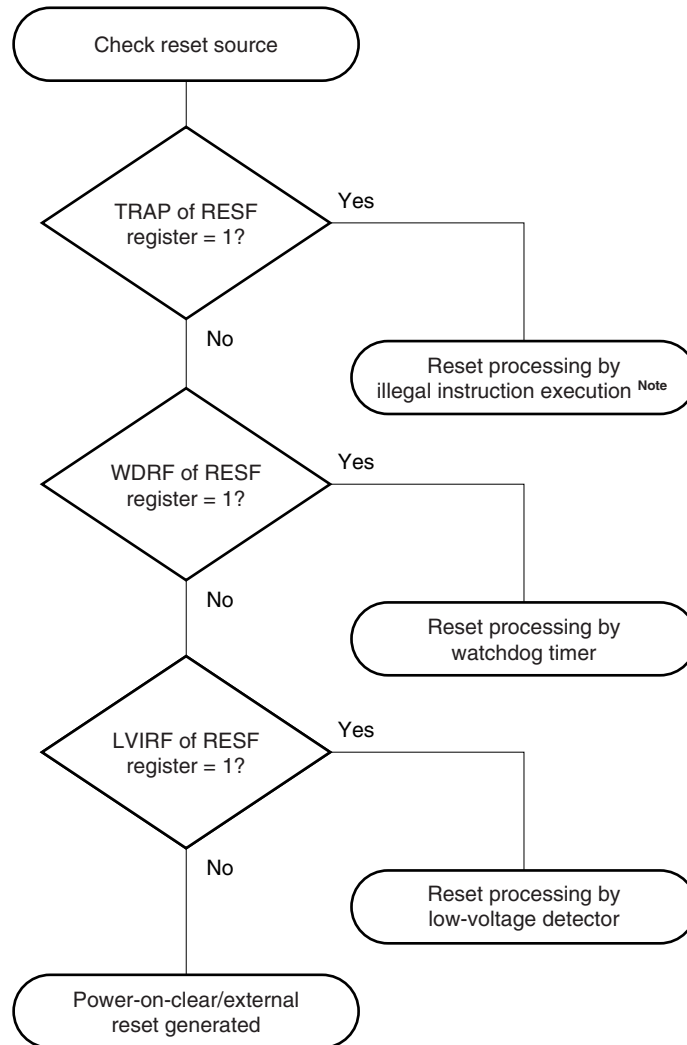 Check reset source
TRAP of RESF
register = 1?
Yes
No
Reset processing by
illegal instruction execution Note
WDRF of RESF
register = 1?
Yes
No
Reset processing by
watchdog timer
LVIRF of RESF
register = 1?
Yes
No
Reset processing by
low-voltage detector
Power-on-clear/external
reset generated